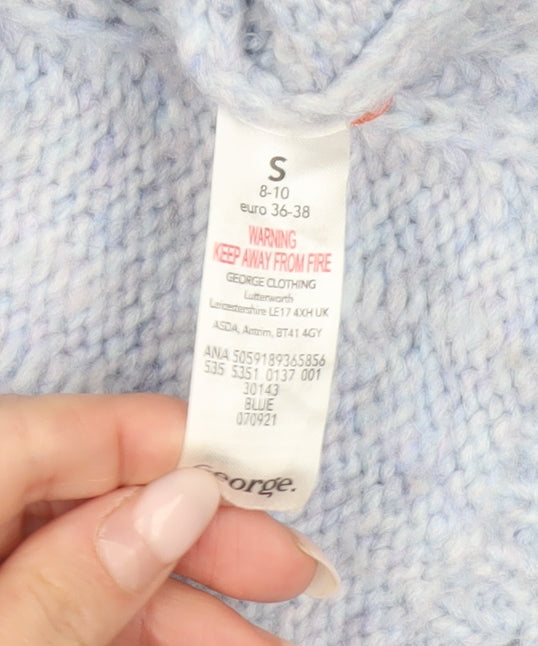 S
8-10
euro 36-38
WARNING
KEEP AWAY FROM FIRE
GEORGE CLOTHING
Lutterworth
Leicestershire LE17 4XH UK
ASDA, Antrim, BT41 4GY
ANA 5059189365856
535 5351 0137 001
30143
BLUE
070921
George.